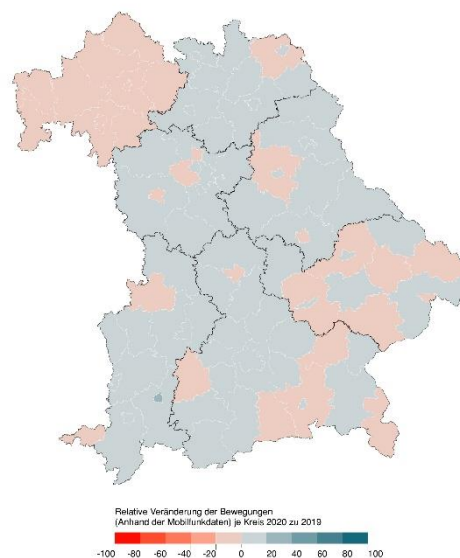 Relative Veränderung der Bewegungen
(Anhand der Mobilfunkdaten) je Kreis 2020 zu 2019
-100 -80 -60 -40 -20 0 20 40 60 80 100